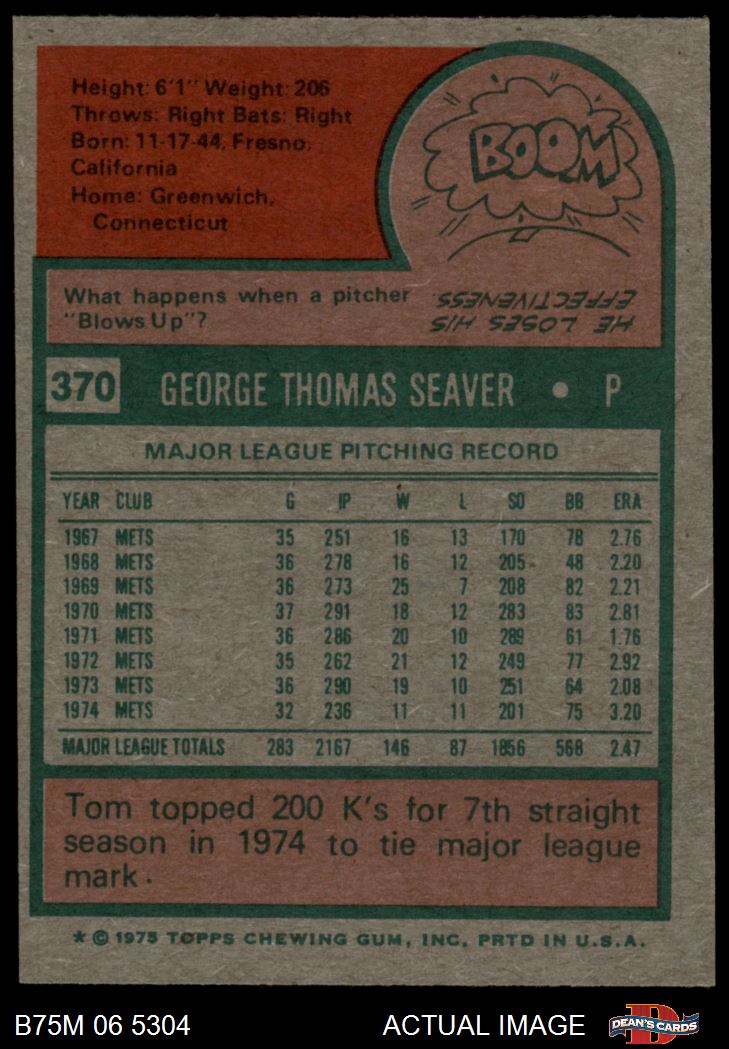 Height: 6'1" Weight: 206
Throws: Right Bats: Right
Born: 11-17-44, Fresno,
California
Home: Greenwich,
Connecticut
BOOM
What happens when a pitcher
"Blows Up"?
HE LOSES HIS
EFFECTIVENESS.
370 GEORGE THOMAS SEAVER • P
MAJOR LEAGUE PITCHING RECORD
YEAR CLUB G IP W L SO BB ERA
1967 METS 35 251 16 13 170 78 2.76
1968 METS 36 278 16 12 205 48 2.20
1969 METS 36 273 25 7 208 82 2.21
1970 METS 37 291 18 12 283 83 2.81
1971 METS 36 286 20 10 289 61 1.76
1972 METS 35 262 21 12 249 77 2.92
1973 METS 36 290 19 10 251 64 2.08
1974 METS 32 236 11 11 201 75 3.20
MAJOR LEAGUE TOTALS 283 2167 146 87 1856 568 2.47
Tom topped 200 K's for 7th straight
season in 1974 to tie major league
mark.
* © 1975 TOPPS CHEWING GUM, INC. PRTD IN U.S.A.
B75M 06 5304 ACTUAL IMAGE DEAN'S CARDS